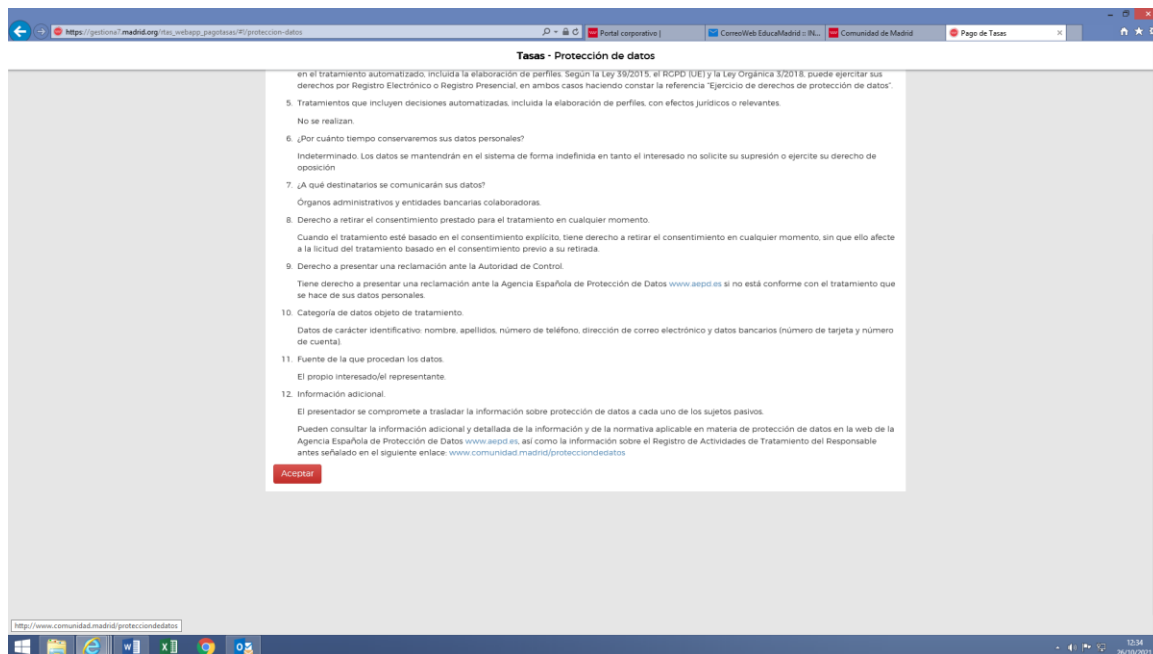 https://gestiona7.madrid.org/rtas_webapp_pagotasas/#!/proteccion-datos
Portal corporativo |
CorreoWeb EducaMadrid :: IN...
Comunidad de Madrid
Pago de Tasas
Tasas - Protección de datos
en el tratamiento automatizado, incluida la elaboración de perfiles. Según la Ley 39/2015, el RGPD (UE) y la Ley Orgánica 3/2018, puede ejercitar sus
derechos por Registro Electrónico o Registro Presencial, en ambos casos haciendo constar la referencia "Ejercicio de derechos de protección de datos".
5. Tratamientos que incluyen decisiones automatizadas, incluida la elaboración de perfiles, con efectos jurídicos o relevantes.
No se realizan.
6. ¿Por cuánto tiempo conservaremos sus datos personales?
Indeterminado. Los datos se mantendrán en el sistema de forma indefinida en tanto el interesado no solicite su supresión o ejercite su derecho de
oposición
7. ¿A qué destinatarios se comunicarán sus datos?
Órganos administrativos y entidades bancarias colaboradoras.
8. Derecho a retirar el consentimiento prestado para el tratamiento en cualquier momento.
Cuando el tratamiento esté basado en el consentimiento explícito, tiene derecho a retirar el consentimiento en cualquier momento, sin que ello afecte
a la licitud del tratamiento basado en el consentimiento previo a su retirada.
9. Derecho a presentar una reclamación ante la Autoridad de Control.
Tiene derecho a presentar una reclamación ante la Agencia Española de Protección de Datos www.aepd.es si no está conforme con el tratamiento que
se hace de sus datos personales.
10. Categoría de datos objeto de tratamiento.
Datos de carácter identificativo: nombre, apellidos, número de teléfono, dirección de correo electrónico y datos bancarios (número de tarjeta y número
de cuenta).
11. Fuente de la que procedan los datos.
El propio interesado/el representante.
12. Información adicional.
El presentador se compromete a trasladar la información sobre protección de datos a cada uno de los sujetos pasivos.
Pueden consultar la información adicional y detallada de la información y de la normativa aplicable en materia de protección de datos en la web de la
Agencia Española de Protección de Datos www.aepd.es, así como la información sobre el Registro de Actividades de Tratamiento del Responsable
antes señalado en el siguiente enlace: www.comunidad.madrid/protecciondedatos
Aceptar
http://www.comunidad.madrid/protecciondedatos
12:34
26/10/2021